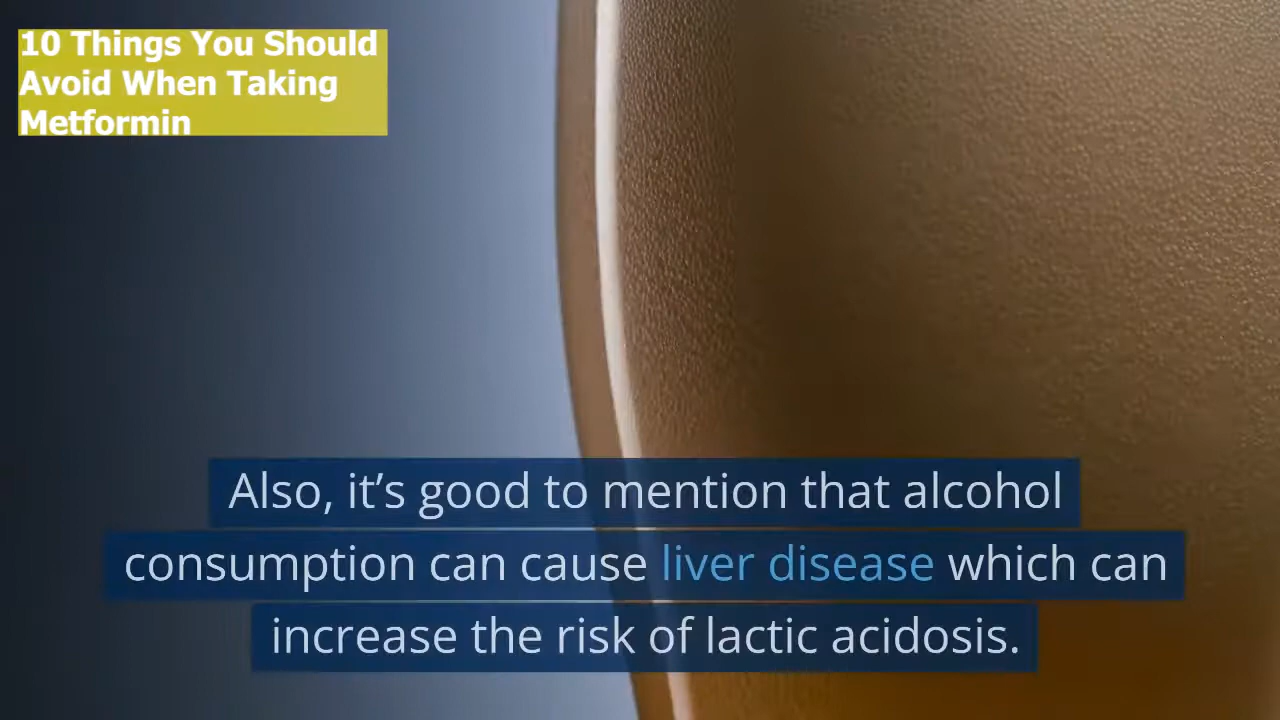 10 Things You Should
Avoid When Taking
Metformin
Also, it’s good to mention that alcohol
consumption can cause liver disease which can
increase the risk of lactic acidosis.